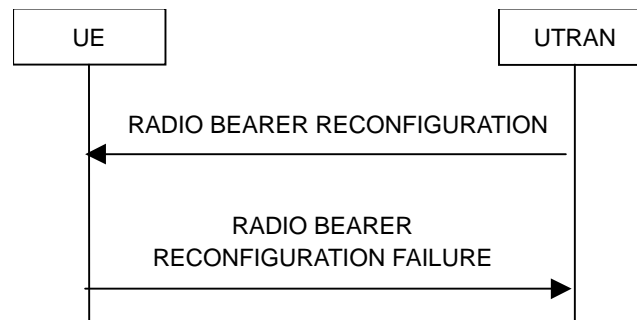 UE
UTRAN
RADIO BEARER RECONFIGURATION
RADIO BEARER
RECONFIGURATION FAILURE